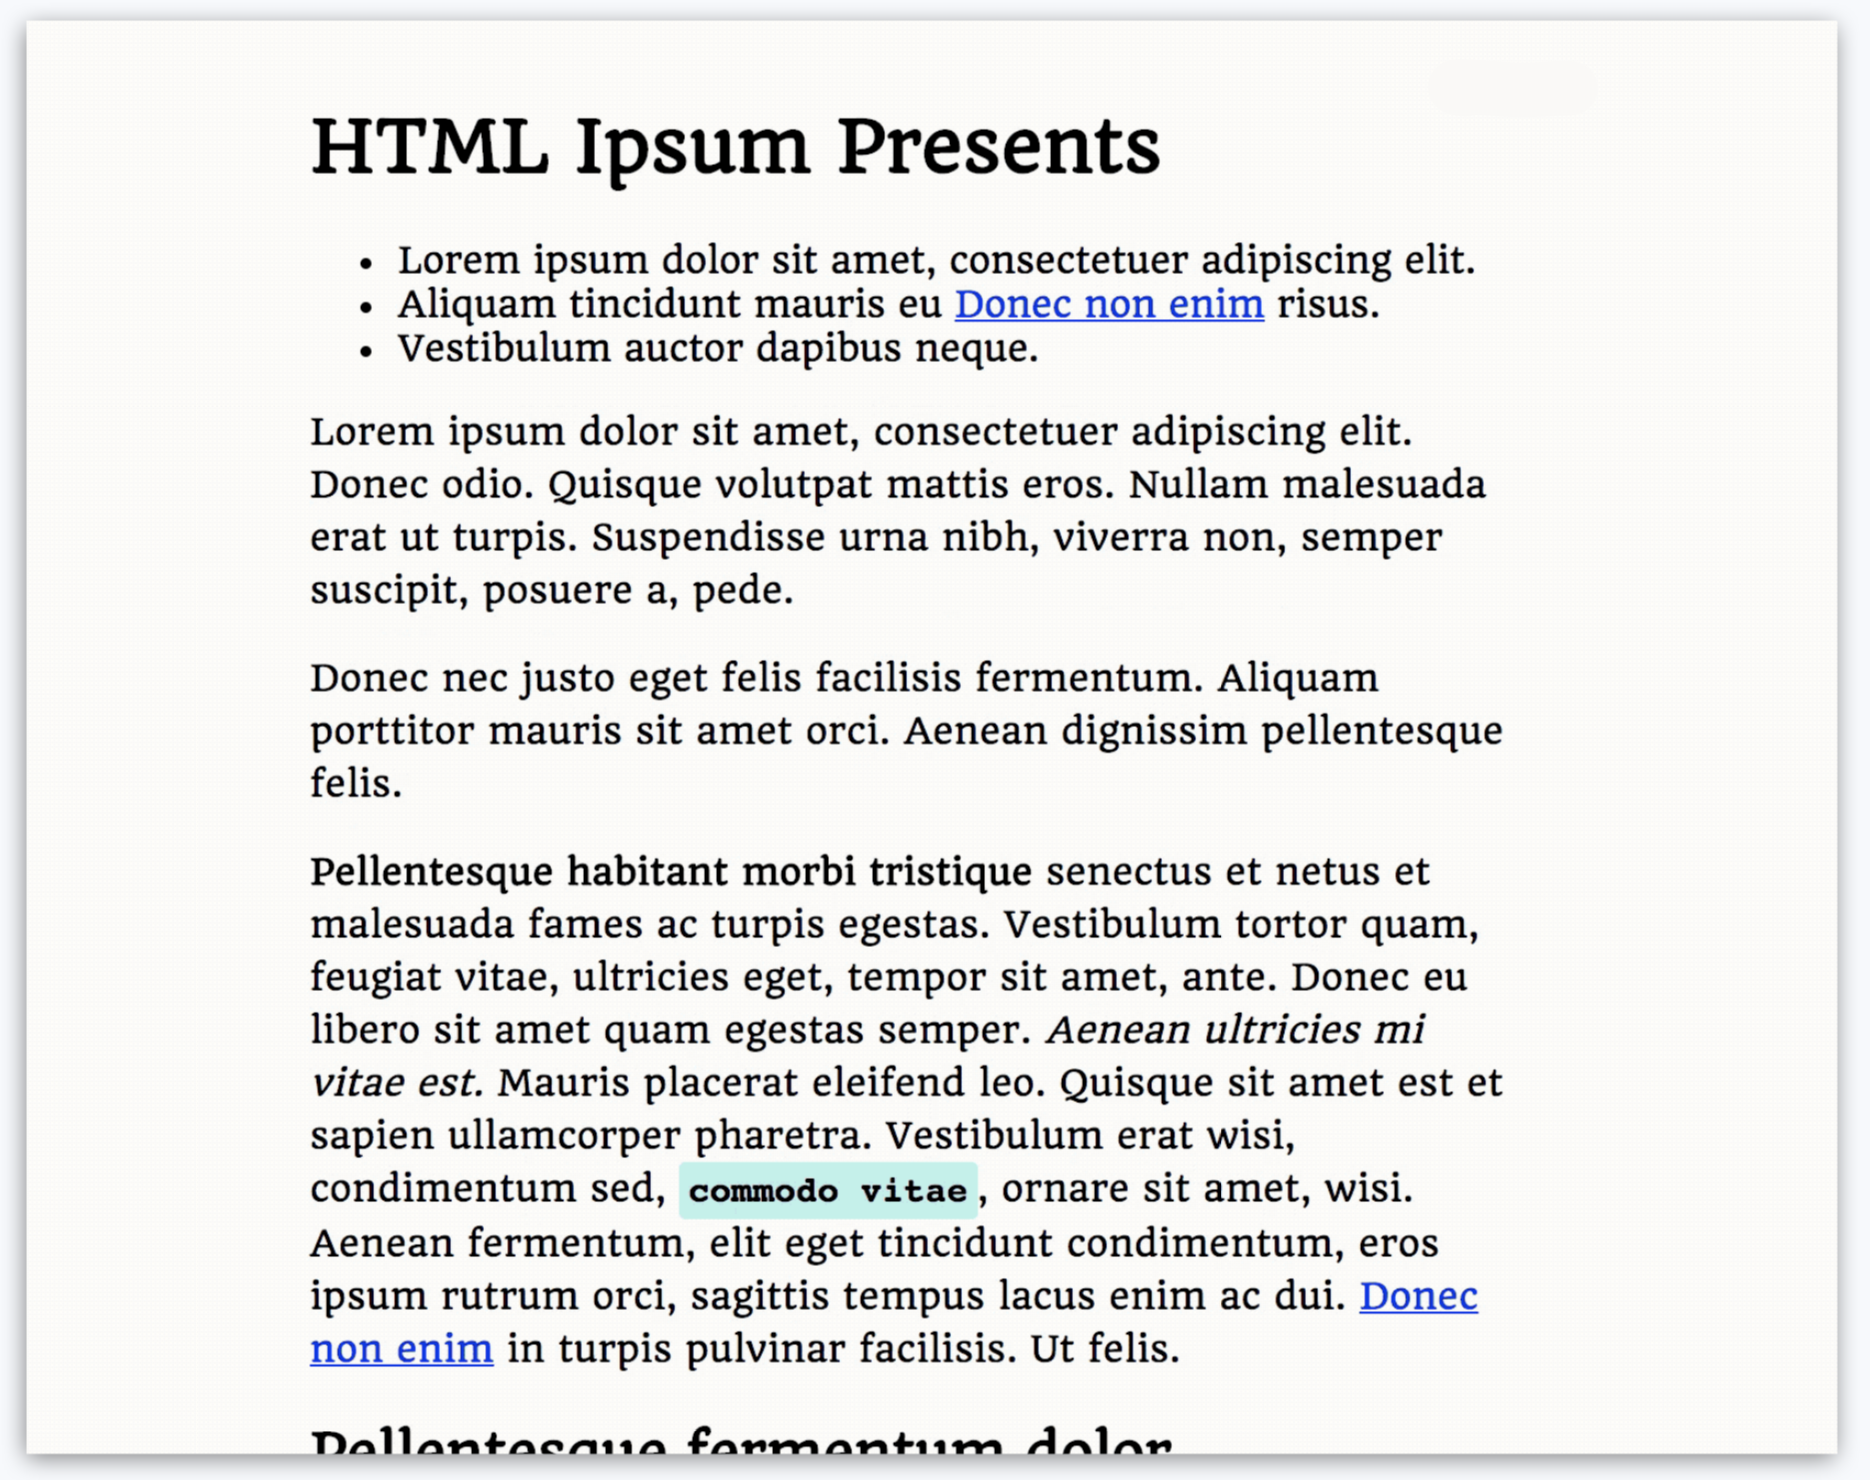 HTML Ipsum Presents
• Lorem ipsum dolor sit amet, consectetuer adipiscing elit.
• Aliquam tincidunt mauris eu Donec non enim risus.
• Vestibulum auctor dapibus neque.
Lorem ipsum dolor sit amet, consectetuer adipiscing elit.
Donec odio. Quisque volutpat mattis eros. Nullam malesuada
erat ut turpis. Suspendisse urna nibh, viverra non, semper
suscipit, posuere a, pede.
Donec nec justo eget felis facilisis fermentum. Aliquam
porttitor mauris sit amet orci. Aenean dignissim pellentesque
felis.
Pellentesque habitant morbi tristique senectus et netus et
malesuada fames ac turpis egestas. Vestibulum tortor quam,
feugiat vitae, ultricies eget, tempor sit amet, ante. Donec eu
libero sit amet quam egestas semper. Aenean ultricies mi
vitae est. Mauris placerat eleifend leo. Quisque sit amet est et
sapien ullamcorper pharetra. Vestibulum erat wisi,
condimentum sed, commodo vitae, ornare sit amet, wisi.
Aenean fermentum, elit eget tincidunt condimentum, eros
ipsum rutrum orci, sagittis tempus lacus enim ac dui. Donec
non enim in turpis pulvinar facilisis. Ut felis.
Pellentesque fermentum dolor